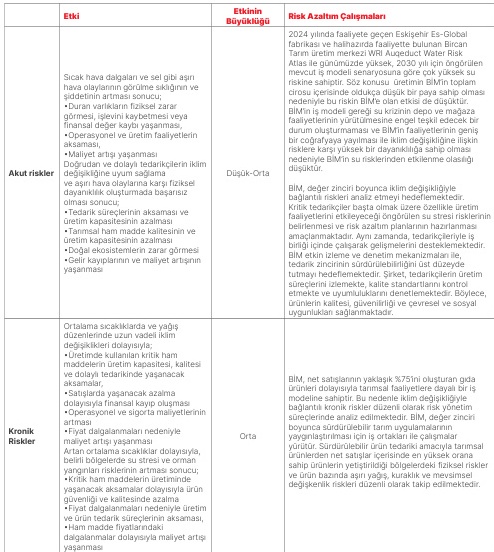 Etki
Etkinin
Büyüklüğü
Risk Azaltım Çalışmaları
Akut riskler
Sıcak hava dalgaları ve sel gibi aşırı
hava olaylarının görülme sıklığının ve
şiddetinin artması sonucu;
•Duran varlıkların fiziksel zarar
görmesi, işlevini kaybetmesi veya
finansal değer kaybı yaşanması,
•Operasyonel ve üretim faaliyetlerin
aksaması,
•Maliyet artışı yaşanması
Doğrudan ve dolaylı tedarikçilerin iklim
değişikliğine uyum sağlama
ve aşırı hava olaylarına karşı fiziksel
dayanıklılık oluşturmada başarısız
olması sonucu;
•Tedarik süreçlerinin aksaması ve
üretim kapasitesinin azalması
•Tarımsal ham madde kalitesinin ve
üretim kapasitesinin azalması
•Doğal ekosistemlerin zarar görmesi
•Gelir kayıplarının ve maliyet artışının
yaşanması
Düşük-Orta
2024 yılında faaliyete geçen Eskişehir Es-Global
fabrikası ve halihazırda faaliyette bulunan Bircan
Tarım üretim merkezi WRI Auqeduct Water Risk
Atlas ile günümüzde yüksek, 2030 yılı için öngörülen
mevcut iş modeli senaryosuna göre çok yüksek su
riskine sahiptir. Söz konusu  üretimin BİM'in toplam
cirosu içerisinde oldukça düşük bir paya sahip olması
nedeniyle bu riskin BİM'e olan etkisi de düşüktür.
BİM'in iş modeli gereği su krizinin depo ve mağaza
faaliyetlerinin yürütülmesine engel teşkil edecek bir
durum oluşturmaması ve BİM'in faaliyetlerinin geniş
bir coğrafyaya yayılması ile iklim değişikliğine ilişkin
risklere karşı yüksek bir dayanıklılığa sahip olması
nedeniyle BİM'in su risklerinden etkilenme olasılığı
düşüktür.
BİM, değer zinciri boyunca iklim değişikliğiyle
bağlantılı riskleri analiz etmeyi hedeflemektedir.
Kritik tedarikçiler başta olmak üzere özellikle üretim
faaliyetlerini etkileyeceği öngörülen su stresi risklerinin
belirlenmesi ve risk azaltım planlarının hazırlanması
amaçlanmaktadır. Aynı zamanda, tedarikçileriyle iş
birliği içinde çalışarak gelişmelerini desteklemektedir.
BİM etkin izleme ve denetim mekanizmaları ile,
tedarik zincirinin sürdürülebilirliğini üst düzeyde
tutmayı hedeflemektedir. Şirket, tedarikçilerin üretim
süreçlerini izlemekte, kalite standartlarını kontrol
etmekte ve uyumluluklarını denetlemektedir. Böylece,
ürünlerin kalitesi, güvenilirliği ve çevresel ve sosyal
uygunlukları sağlanmaktadır.
Kronik
Riskler
Ortalama sıcaklıklarda ve yağış
düzenlerinde uzun vadeli iklim
değişiklikleri dolayısıyla;
•Üretimde kullanılan kritik ham
maddelerin üretim kapasitesi, kalitesi
ve dolaylı tedarikinde yaşanacak
aksamalar,
•Satışlarda yaşanacak azalma
dolayısıyla finansal kayıp oluşması
•Operasyonel ve sigorta maliyetlerinin
artması
•Fiyat dalgalanmaları nedeniyle
maliyet artışı yaşanması
Artan ortalama sıcaklıklar dolayısıyla,
belirli bölgelerde su stresi ve orman
yangınları risklerinin artması sonucu;
•Kritik ham maddelerin üretiminde
yaşanacak aksamalar dolayısıyla ürün
güvenliği ve kalitesinde azalma
•Fiyat dalgalanmaları nedeniyle üretim
ve ürün tedarik süreçlerinin aksaması,
•Ham madde fiyatlarındaki
dalgalanmalar dolayısıyla maliyet artışı
yaşanması
Orta
BİM, net satışlarının yaklaşık %75'ini oluşturan gıda
ürünleri dolayısıyla tarımsal faaliyetlere dayalı bir iş
modeline sahiptir. Bu nedenle iklim değişikliğiyle
bağlantılı kronik riskler düzenli olarak risk yönetim
süreçlerinde analiz edilmektedir. BİM, değer zinciri
boyunca sürdürülebilir tarım uygulamalarının
yaygınlaştırılması için iş ortakları ile çalışmalar
yürütür. Sürdürülebilir ürün tedariki amacıyla tarımsal
ürünlerden net satışlar içerisinde en yüksek orana
sahip ürünlerin yetiştirildiği bölgelerdeki fiziksel riskler
ve ürün bazında aşırı yağış, kuraklık ve mevsimsel
değişkenlik riskleri düzenli olarak takip edilmektedir.